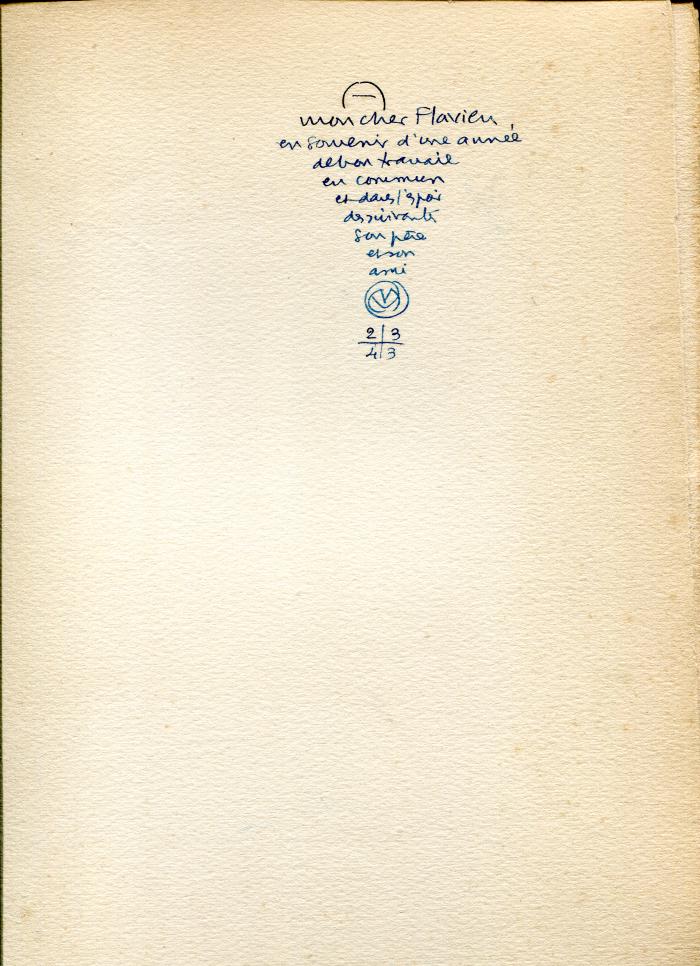 A
mon cher Flavien
en souvenir d'une année
de bon travail
en commun
et dans l'espoir
des suivants
son père
et son
ami
2 3
4 3